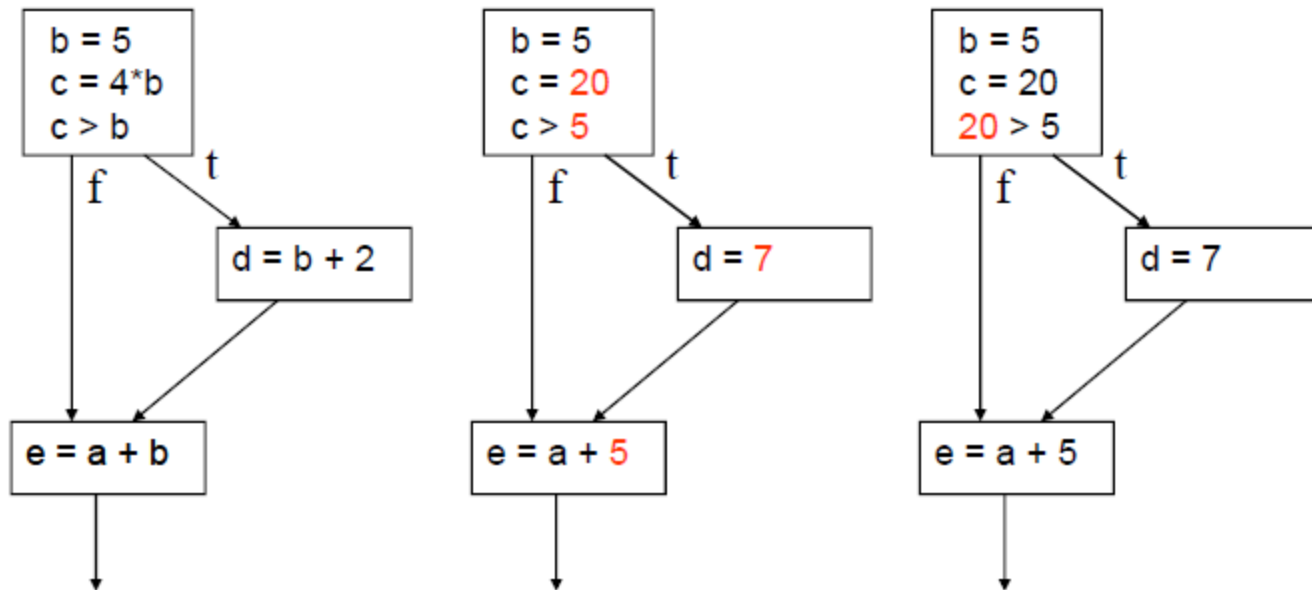 b = 5
c = 4*b
c > b
f
t
d = b + 2
e = a + b
b = 5
c = 20
c > 5
f
t
d = 7
e = a + 5
b = 5
c = 20
20 > 5
f
t
d = 7
e = a + 5